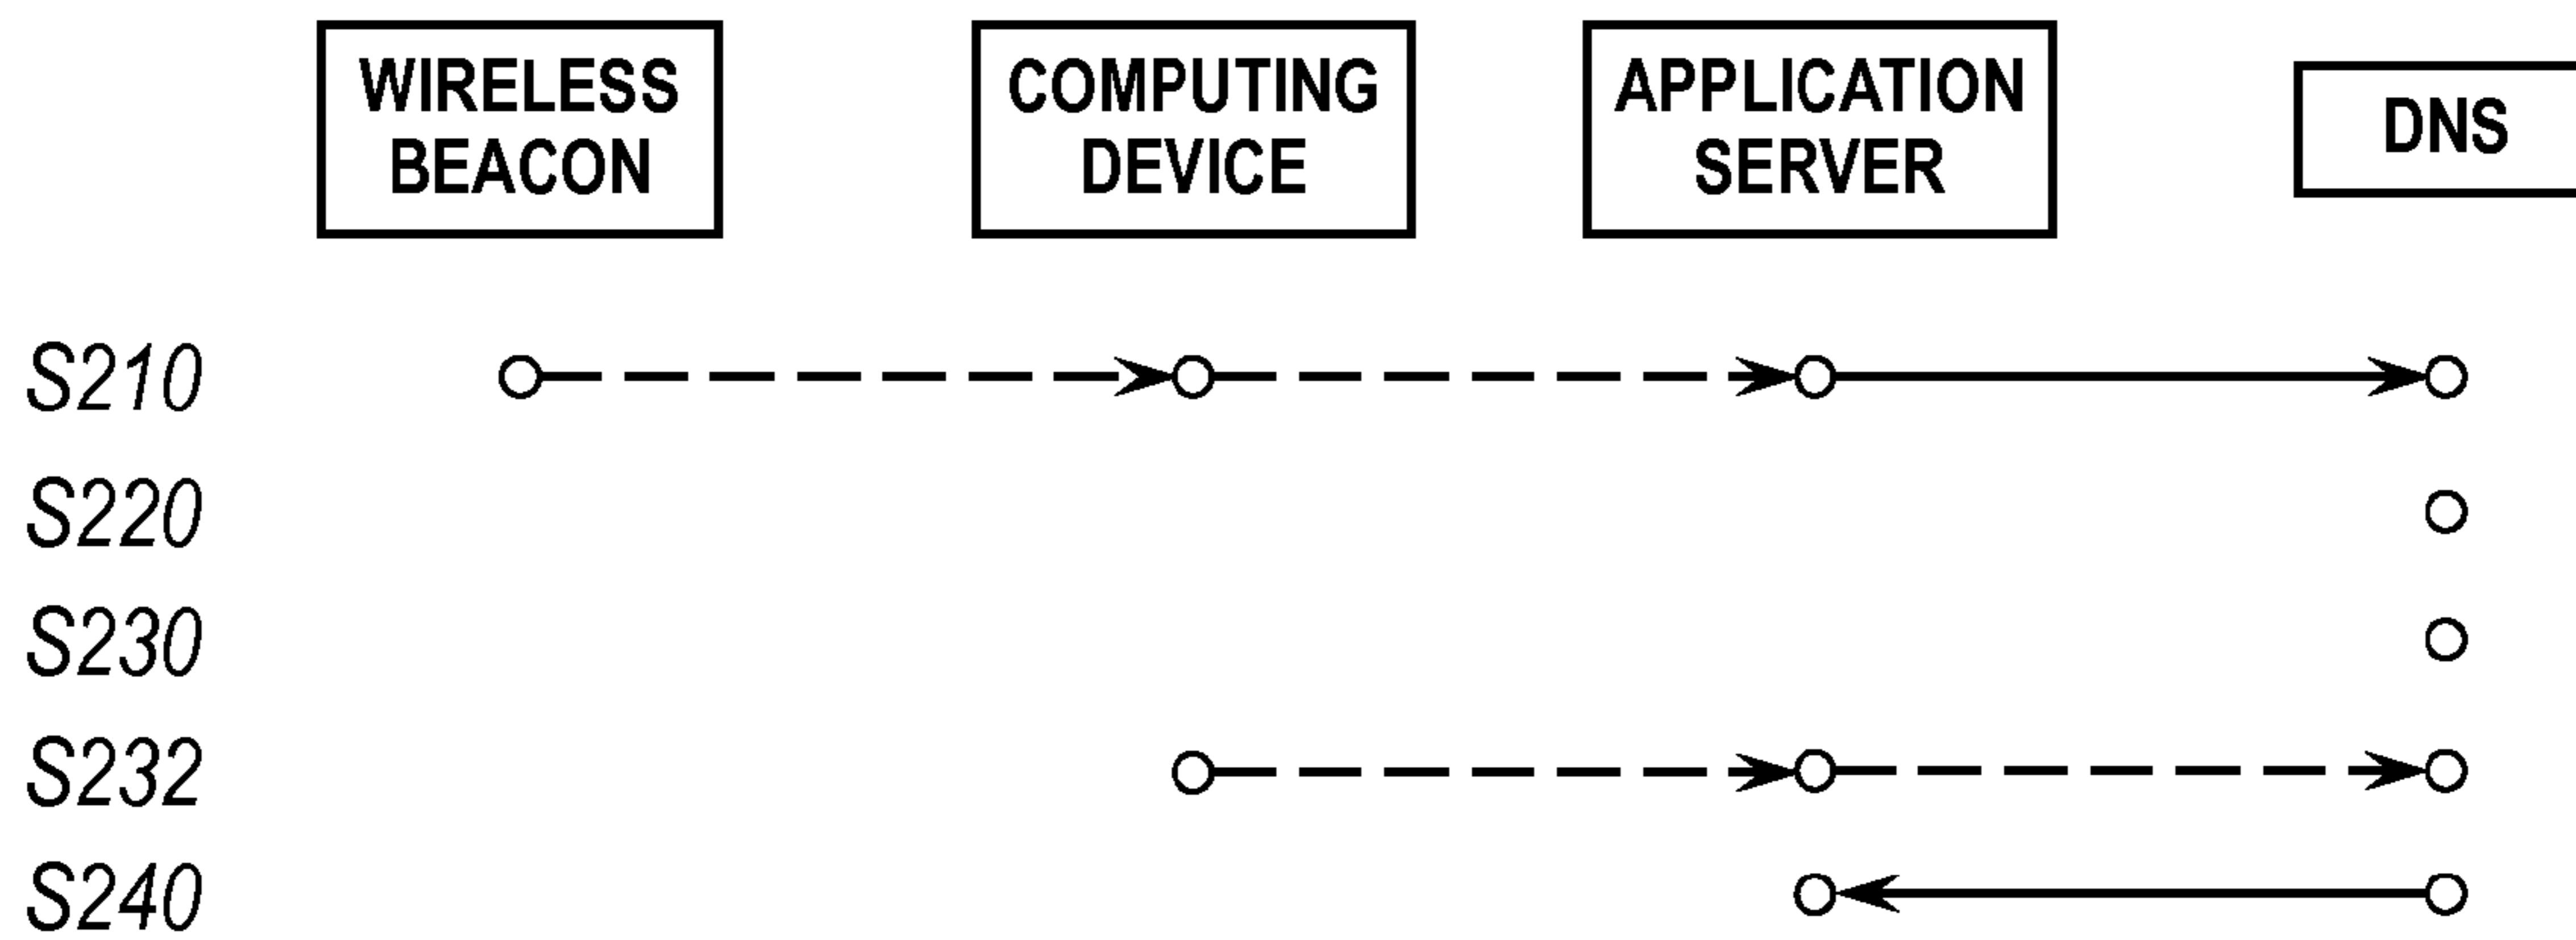 WIRELESS
BEACON
COMPUTING
DEVICE
APPLICATION
SERVER
DNS
S210
S220
S230
S232
S240